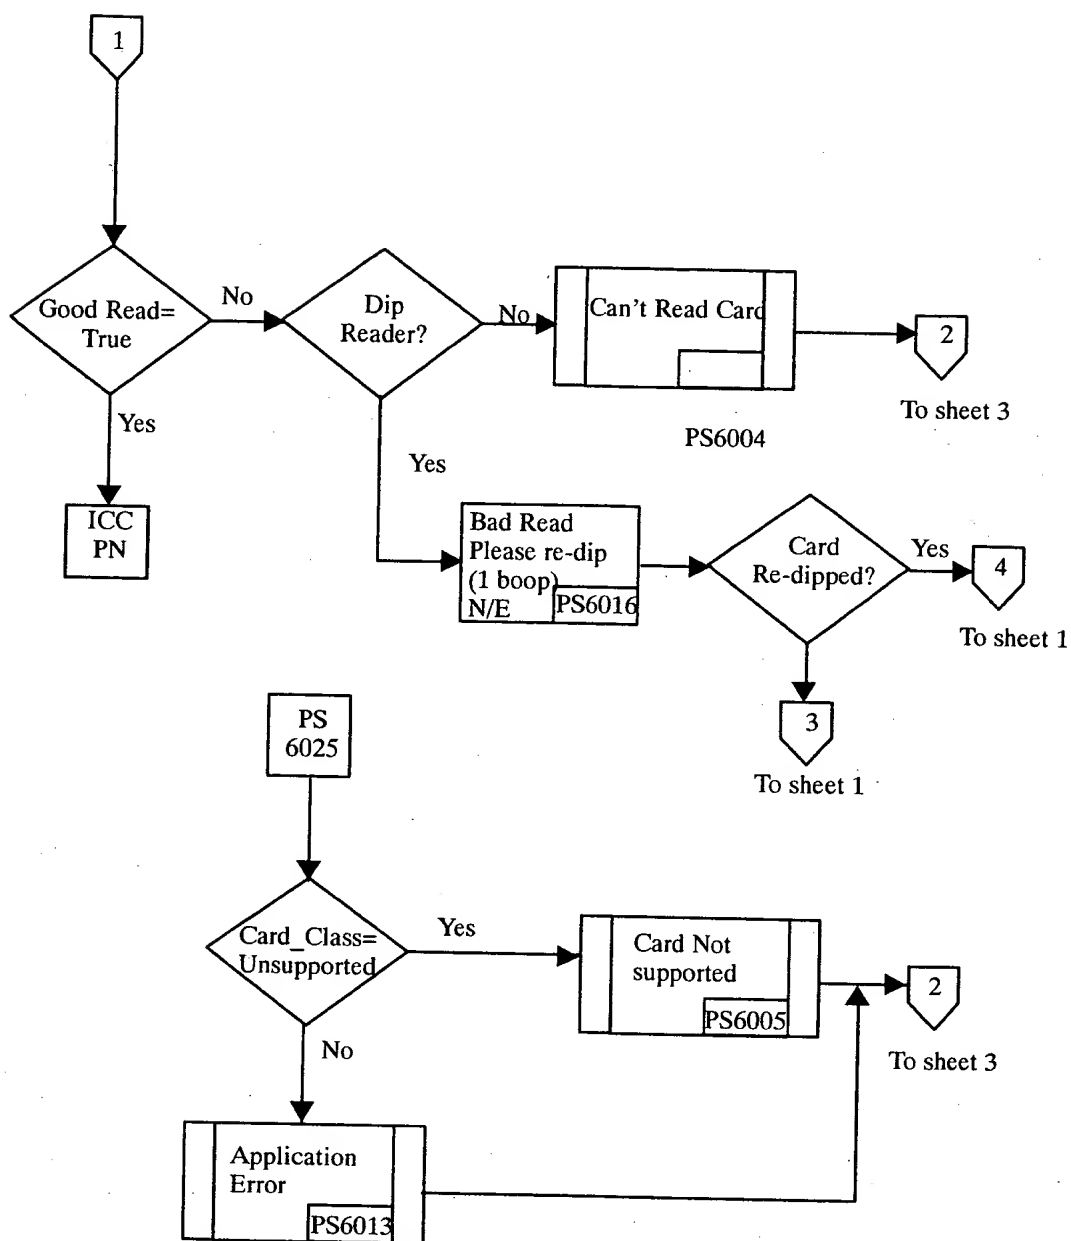 1
Good Read=
True
No
Dip
Reader?
No
Can't Read Card
2
To sheet 3
PS6004
Yes
Yes
ICC
PN
Bad Read
Please re-dip
(1 boop)
N/E
PS6016
Card
Re-dipped?
Yes
4
To sheet 1
3
To sheet 1
PS
6025
Card_Class=
Unsupported
Yes
Card Not
supported
PS6005
2
To sheet 3
No
Application
Error
PS6013